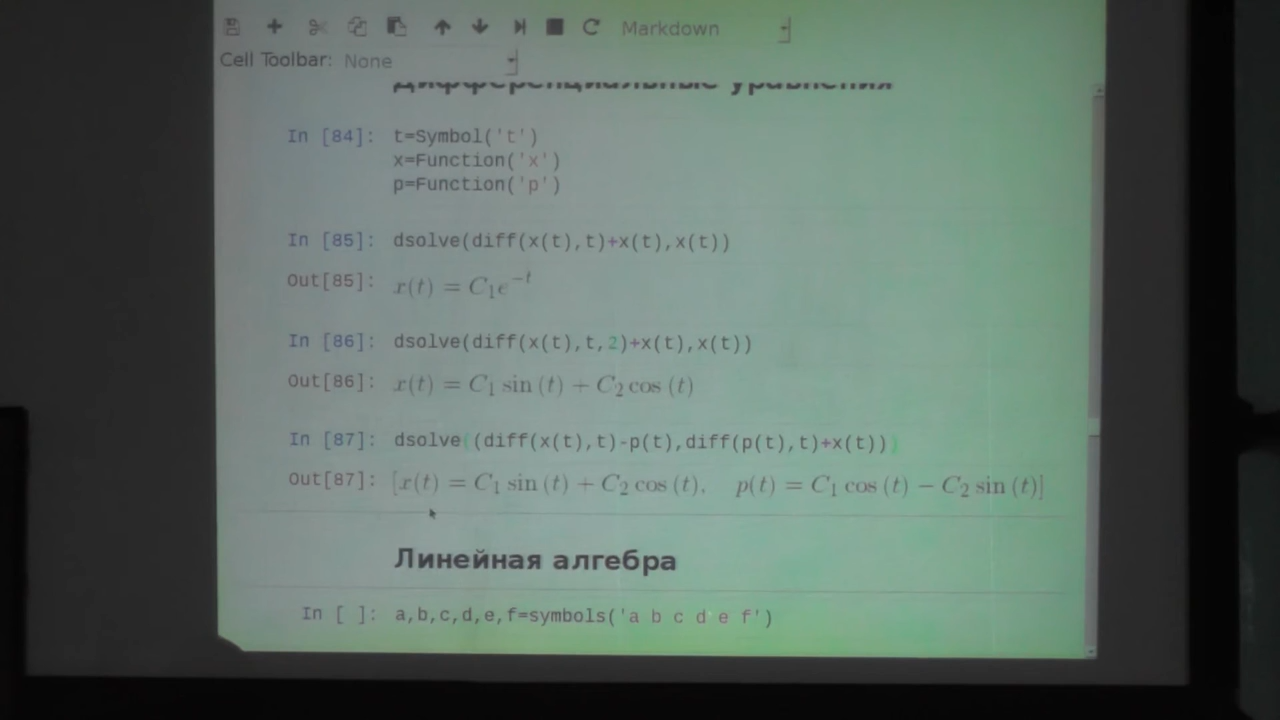 Markdown
Cell Toolbar: None
Дифференциальные уравнения
In [84]: t=Symbol('t')
x=Function('x')
p=Function('p')
In [85]: dsolve(diff(x(t),t)+x(t),x(t))
Out[85]: x(t) = C₁e⁻ᵗ
In [86]: dsolve(diff(x(t),t,2)+x(t),x(t))
Out[86]: x(t) = C₁ sin (t) + C₂ cos (t)
In [87]: dsolve((diff(x(t),t)-p(t),diff(p(t),t)+x(t)))
Out[87]: [x(t) = C₁ sin (t) + C₂ cos (t), p(t) = C₁ cos (t) − C₂ sin (t)]
Линейная алгебра
In [ ]: a,b,c,d,e,f=symbols('a b c d e f')